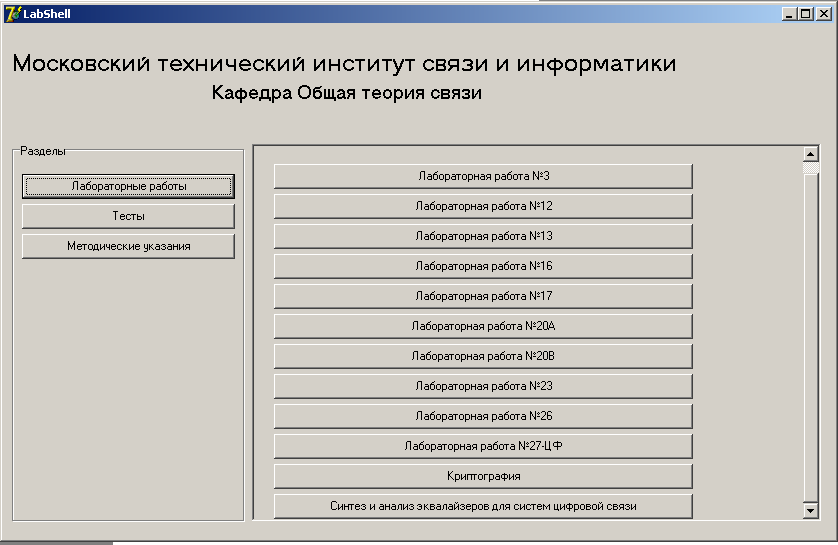 LabShell
Московский технический институт связи и информатики
Кафедра Общая теория связи
Разделы
Лабораторные работы
Тесты
Методические указания
Лабораторная работа №3
Лабораторная работа №12
Лабораторная работа №13
Лабораторная работа №16
Лабораторная работа №17
Лабораторная работа №20А
Лабораторная работа №20В
Лабораторная работа №23
Лабораторная работа №26
Лабораторная работа №27-ЦФ
Криптография
Синтез и анализ эквалайзеров для систем цифровой связи